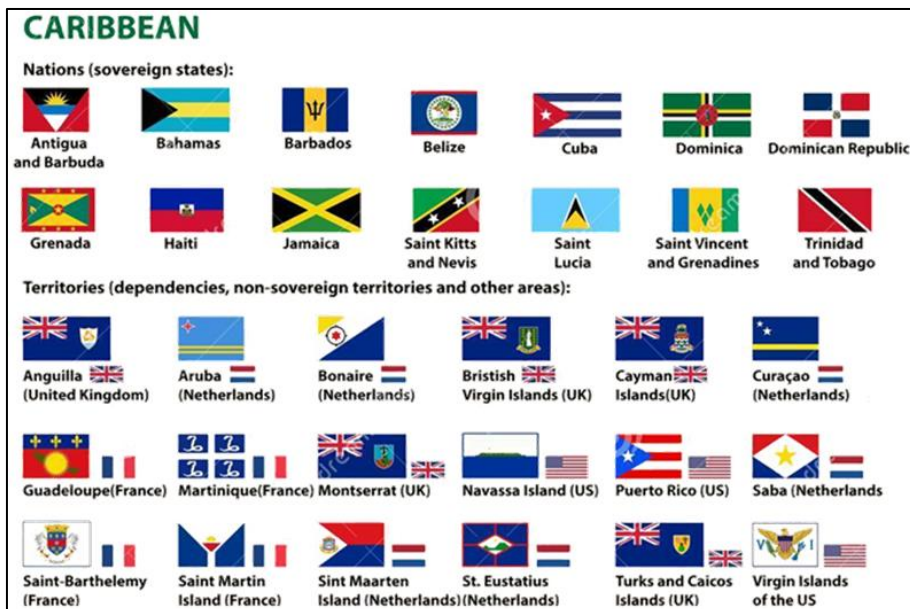 CARIBBEAN
Nations (sovereign states):
Antigua
and Barbuda
Bahamas
Barbados
Belize
Cuba
Dominica
Dominican Republic
Grenada
Haiti
Jamaica
Saint Kitts
and Nevis
Saint
Lucia
Saint Vincent
and Grenadines
Trinidad
and Tobago
Territories (dependencies, non-sovereign territories and other areas):
Anguilla
(United Kingdom)
Aruba
(Netherlands)
Bonaire
(Netherlands)
Bristish
Virgin Islands (UK)
Cayman
Islands(UK)
Curaçao
(Netherlands)
Guadeloupe(France)
Martinique(France)
Montserrat (UK)
Navassa Island (US)
Puerto Rico (US)
Saba (Netherlands
Saint-Barthelemy
(France)
Saint Martin
Island (France)
Sint Maarten
Island (Netherlands)
St. Eustatius
(Netherlands)
Turks and Caicos
Islands (UK)
V I
Virgin Islands
of the US